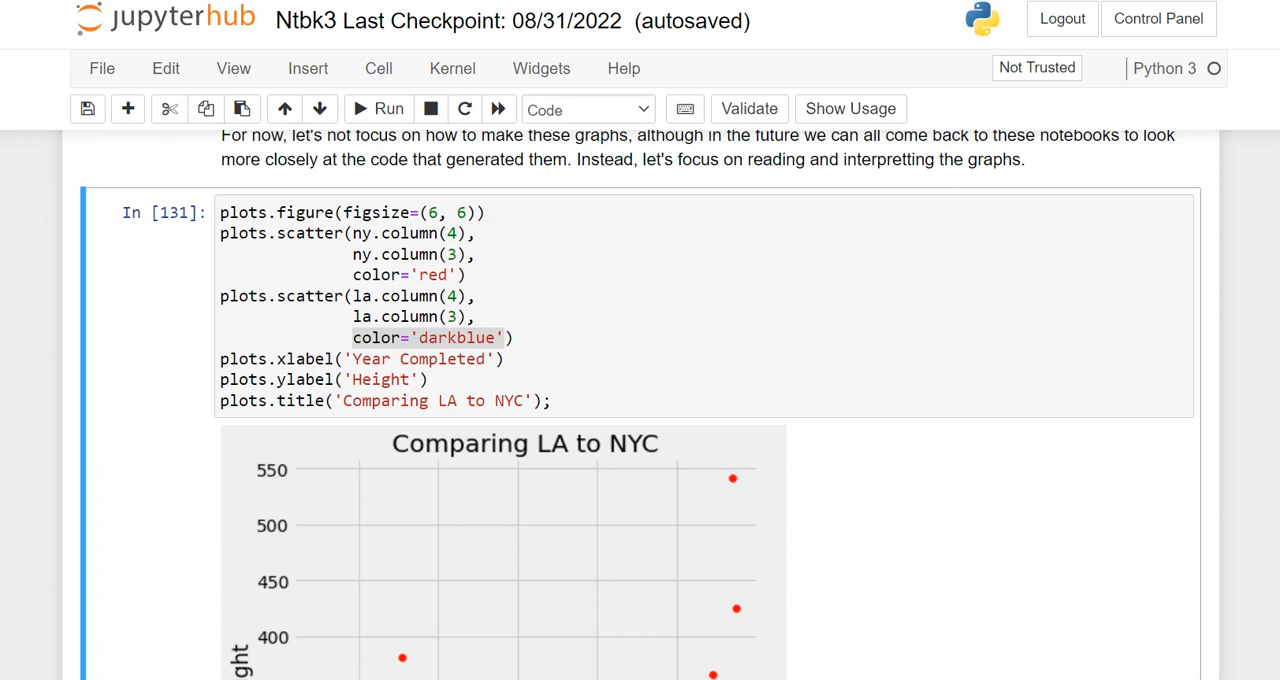 jupyterhub Ntbk3 Last Checkpoint: 08/31/2022 (autosaved) Logout Control Panel
File Edit View Insert Cell Kernel Widgets Help Not Trusted Python 3
Run Code Validate Show Usage
For now, let's not focus on how to make these graphs, although in the future we can all come back to these notebooks to look
more closely at the code that generated them. Instead, let's focus on reading and interpretting the graphs.
In [131]: plots.figure(figsize=(6, 6))
plots.scatter(ny.column(4),
ny.column(3),
color='red')
plots.scatter(la.column(4),
la.column(3),
color='darkblue')
plots.xlabel('Year Completed')
plots.ylabel('Height')
plots.title('Comparing LA to NYC');
Comparing LA to NYC
550
500
450
400
ght